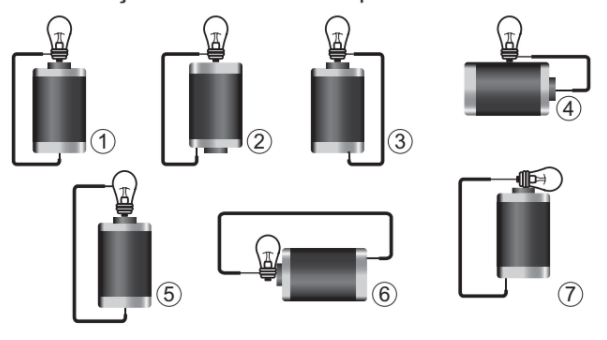 ① ② ③ ④
⑤ ⑥ ⑦